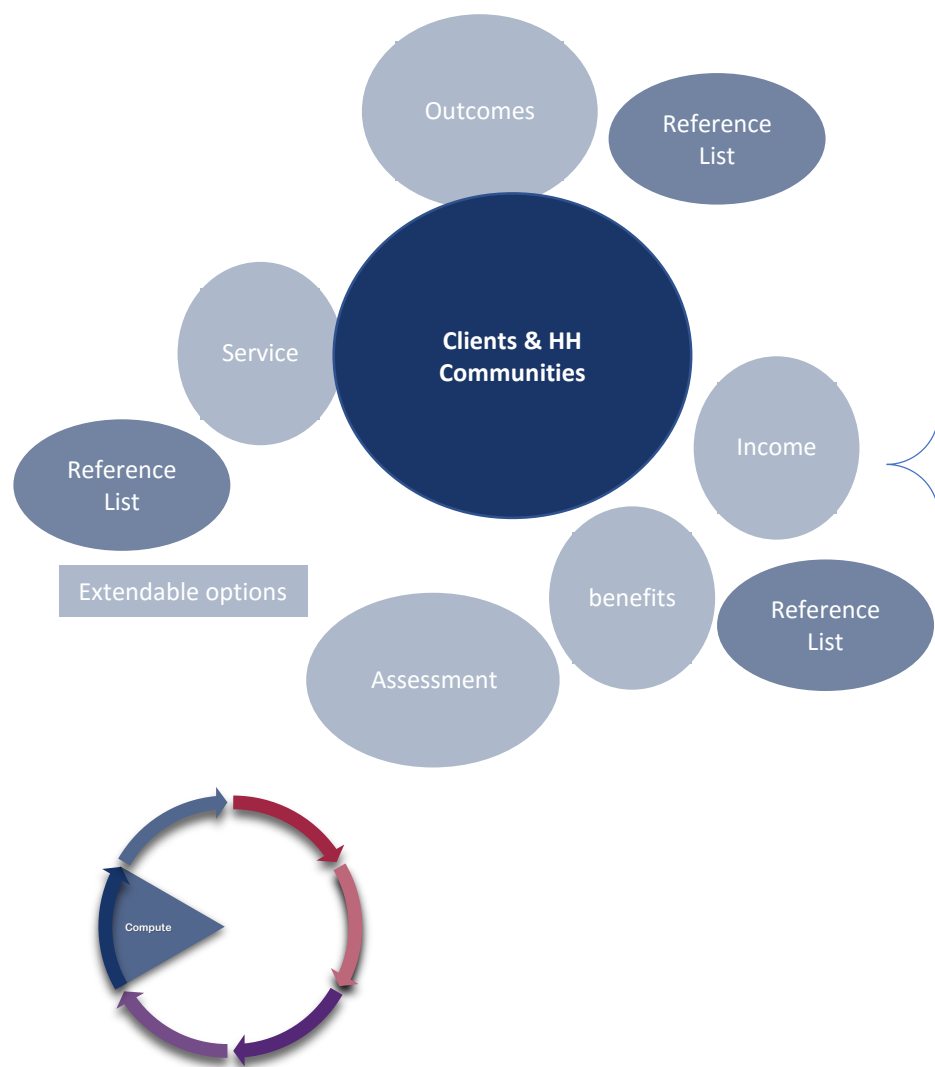 Outcomes
Reference
List
Clients & HH
Communities
Service
Income
Reference
List
Extendable options
benefits
Reference
List
Assessment
Compute